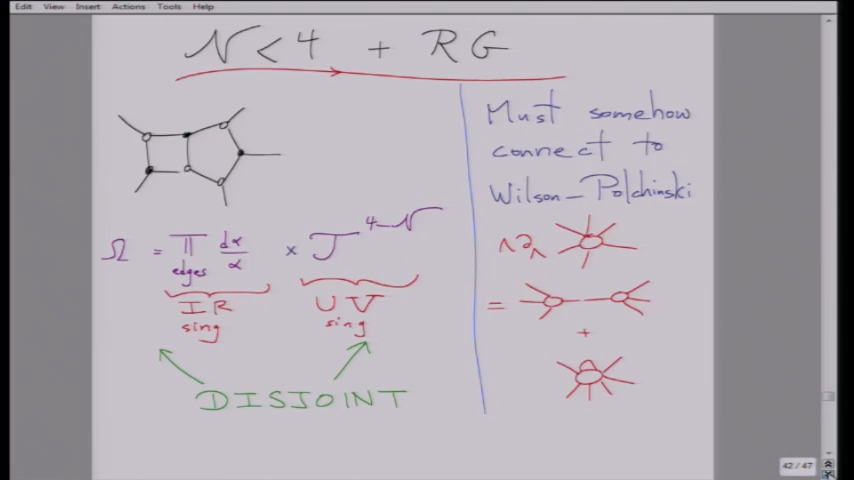 Edit View Insert Actions Tools Help
𝒩 < 4 + RG
Ω = Π dα/α × J^{4-𝒩}
edges
IR
sing
UV
sing
DISJOINT
Must somehow
connect to
Wilson-Polchinski
Λ∂_Λ
=
+
42 / 47